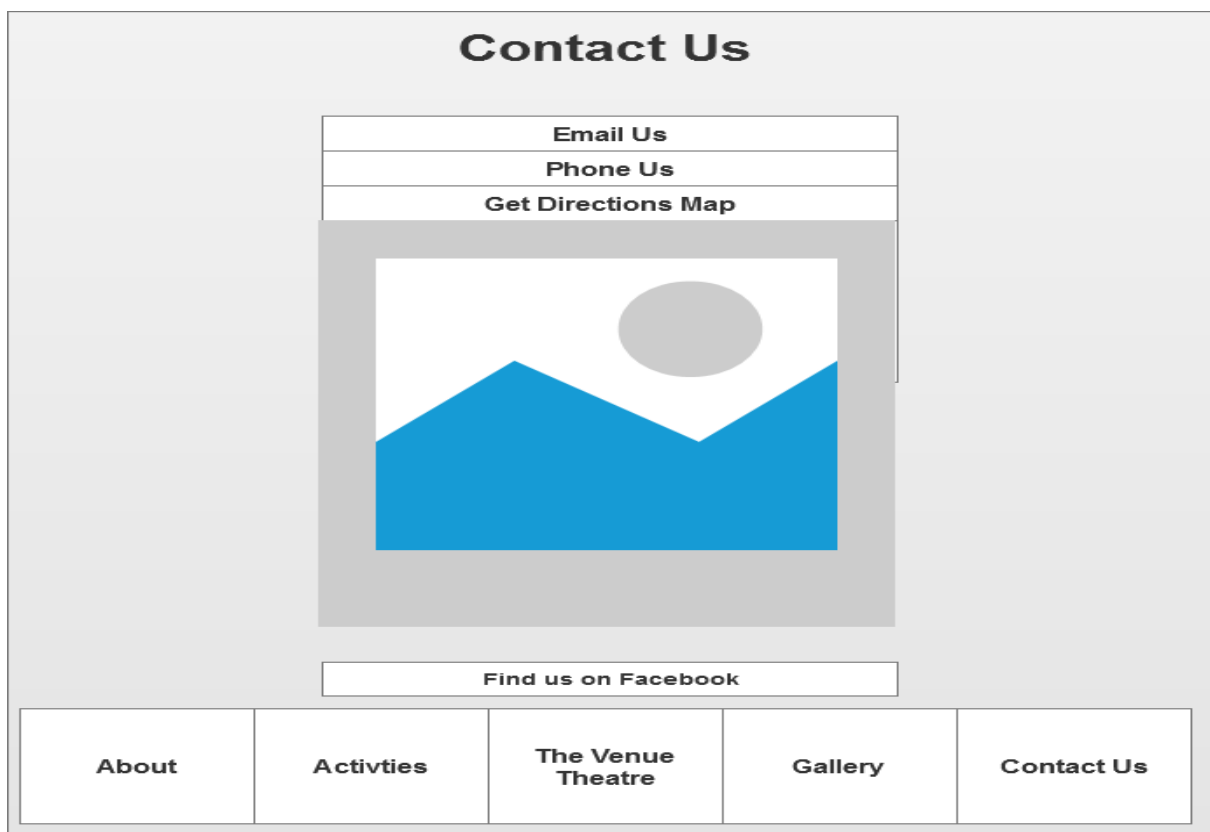 Contact Us
Email Us
Phone Us
Get Directions Map
Find us on Facebook
About
Activties
The Venue
Theatre
Gallery
Contact Us